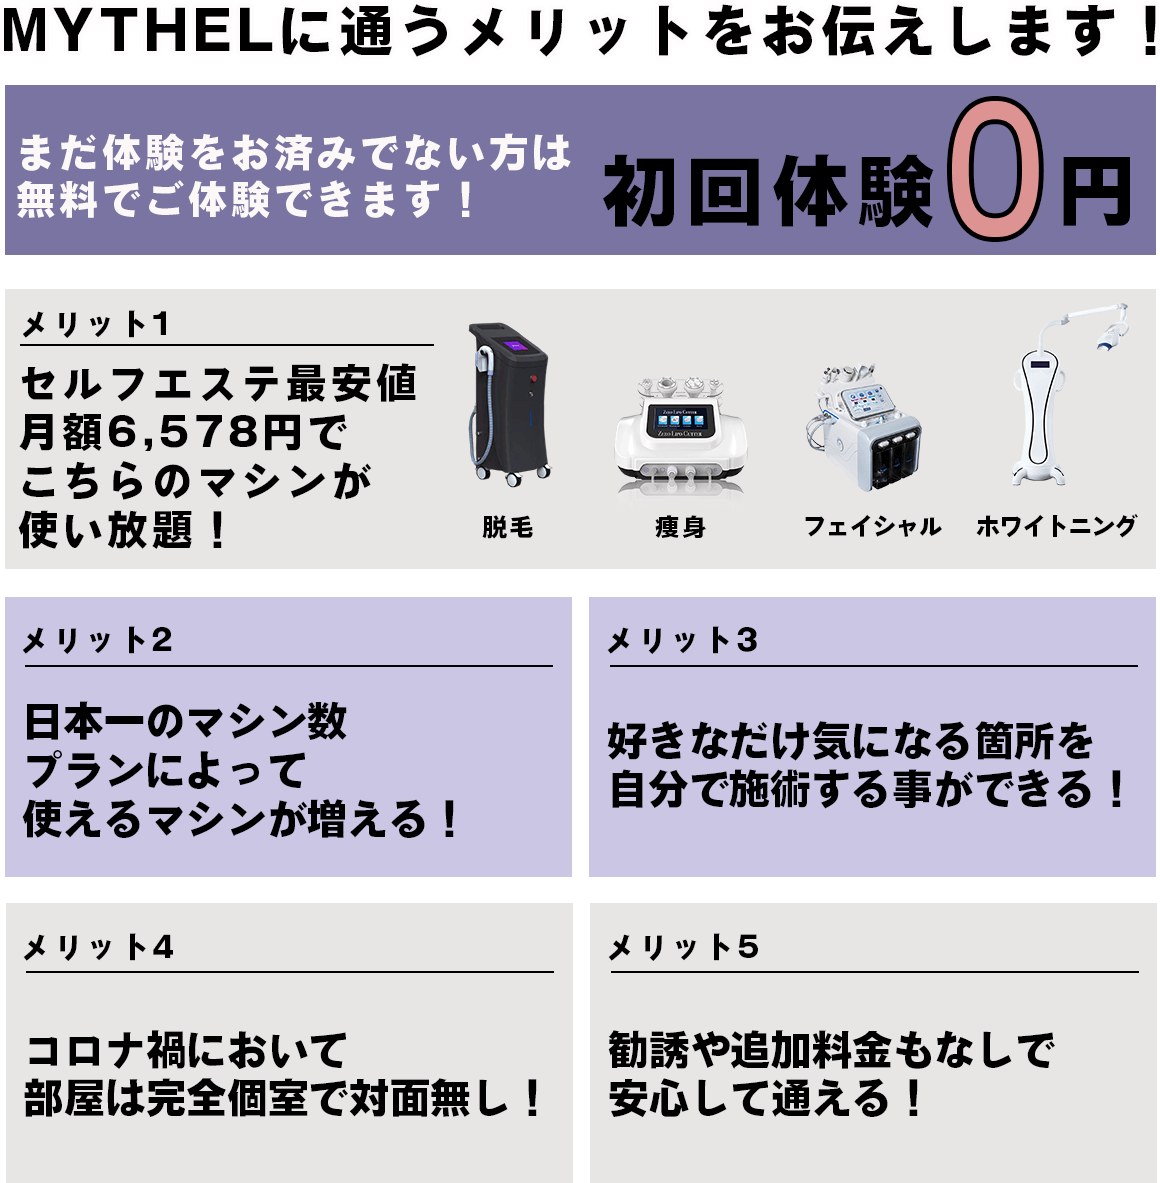 MYTHELに通うメリットをお伝えします！
まだ体験をお済みでない方は
無料でご体験できます！
初回体験0円
メリット1
セルフエステ最安値
月額6,578円で
こちらのマシンが
使い放題！
ZERO LIPO CUTTER
ZERO LIPO CUTTER
脱毛
痩身
フェイシャル
ホワイトニング
メリット2
日本一のマシン数
プランによって
使えるマシンが増える！
メリット3
好きなだけ気になる箇所を
自分で施術する事ができる！
メリット4
コロナ禍において
部屋は完全個室で対面無し！
メリット5
勧誘や追加料金もなしで
安心して通える！